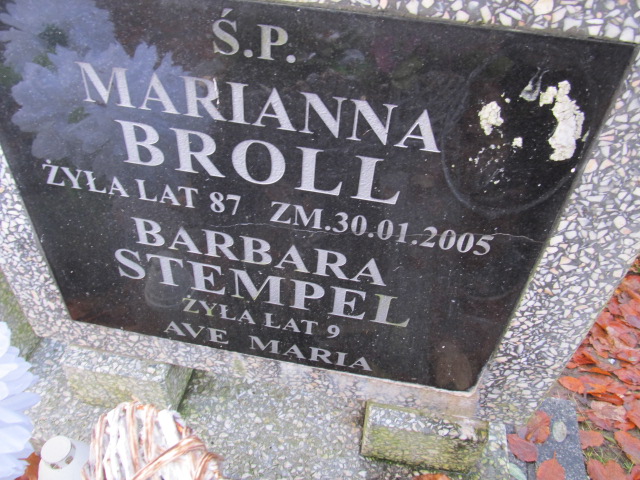 Ś.P.
MARIANNA
BROLL
ŻYŁA LAT 87 ZM.30.01.2005
BARBARA
STEMPEL
ŻYŁA LAT 9
AVE MARIA